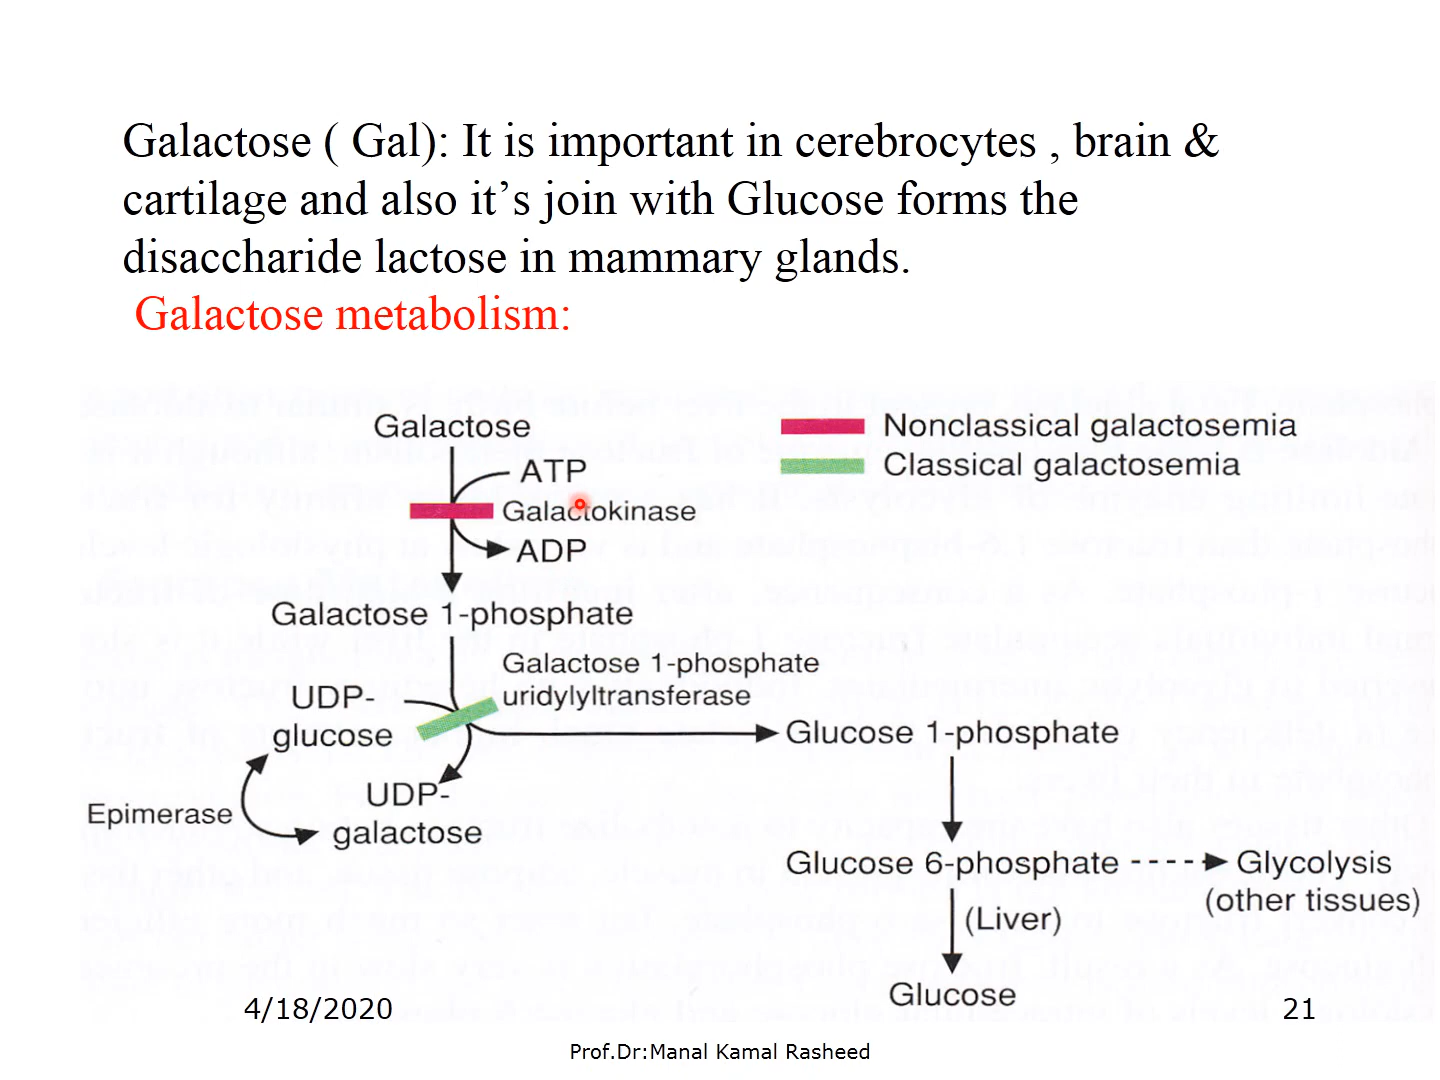 Galactose ( Gal): It is important in cerebrocytes , brain &
cartilage and also it’s join with Glucose forms the
disaccharide lactose in mammary glands.
Galactose metabolism:
Galactose
ATP
Galactokinase
ADP
Galactose 1-phosphate
Galactose 1-phosphate
uridylyltransferase
UDP-
glucose
Epimerase
UDP-
galactose
Nonclassical galactosemia
Classical galactosemia
Glucose 1-phosphate
Glucose 6-phosphate
Glycolysis
(other tissues)
(Liver)
Glucose
4/18/2020
21
Prof.Dr:Manal Kamal Rasheed